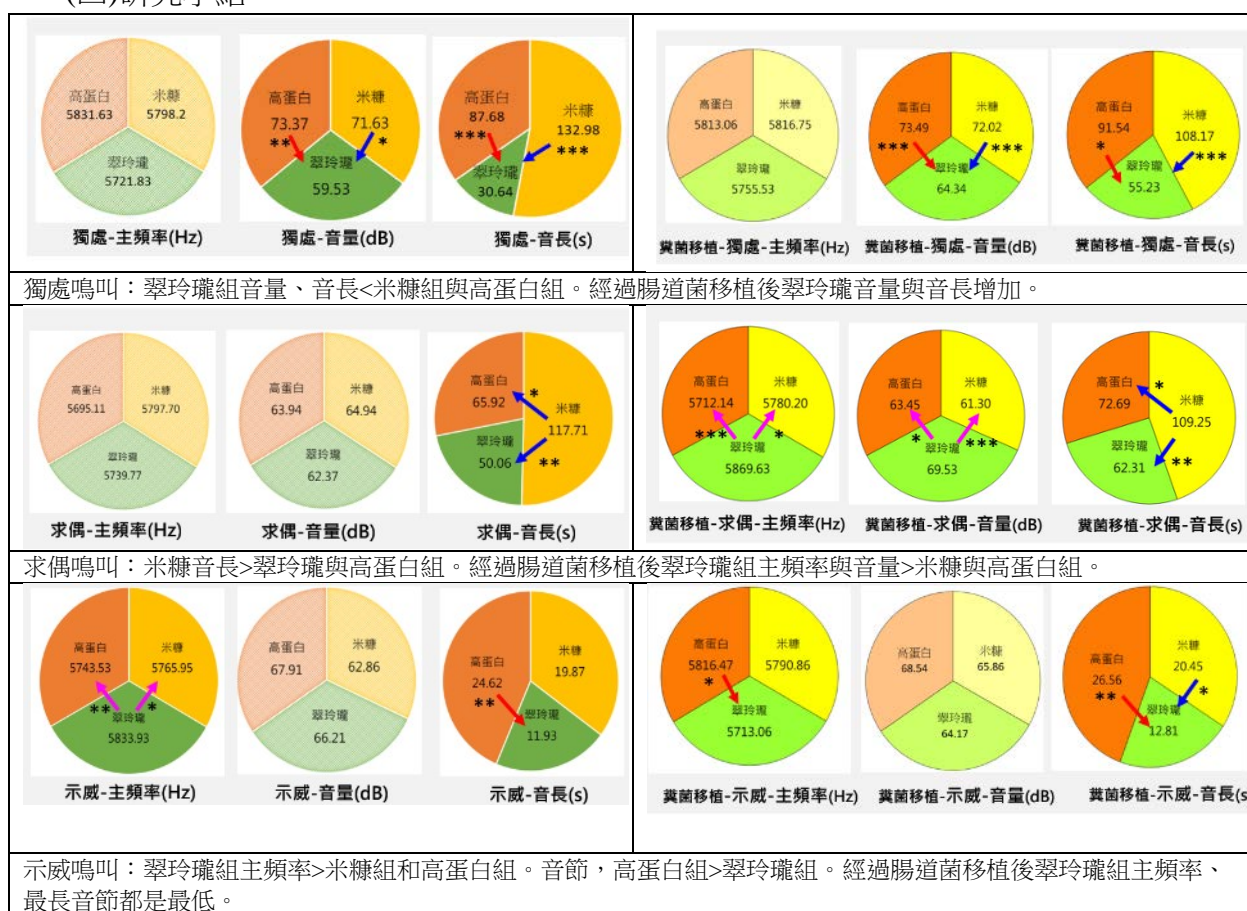 高蛋白
5831.63
米糠
5798.2
翠玲瓏
5721.83
獨處-主頻率(Hz)
高蛋白
73.37
**
米糠
71.63
*
翠玲瓏
59.53
獨處-音量(dB)
高蛋白
87.68
***
米糠
132.98
***
翠玲瓏
30.64
獨處-音長(s)
高蛋白
5813.06
米糠
5816.75
翠玲瓏
5755.53
糞菌移植-獨處-主頻率(Hz)
高蛋白
73.49
***
米糠
72.02
***
翠玲瓏
64.34
糞菌移植-獨處-音量(dB)
高蛋白
91.54
*
米糠
108.17
***
翠玲瓏
55.23
糞菌移植-獨處-音長(s)
獨處鳴叫：翠玲瓏組音量、音長<米糠組與高蛋白組。經過腸道菌移植後翠玲瓏音量與音長增加。
高蛋白
5695.11
米糠
5797.70
翠玲瓏
5739.77
求偶-主頻率(Hz)
高蛋白
63.94
米糠
64.94
翠玲瓏
62.37
求偶-音量(dB)
高蛋白
65.92
*
米糠
117.71
翠玲瓏
50.06
**
求偶-音長(s)
高蛋白
5712.14
***
米糠
5780.20
*
翠玲瓏
5869.63
糞菌移植-求偶-主頻率(Hz)
高蛋白
63.45
*
米糠
61.30
***
翠玲瓏
69.53
糞菌移植-求偶-音量(dB)
高蛋白
72.69
*
米糠
109.25
翠玲瓏
62.31
**
糞菌移植-求偶-音長(s)
求偶鳴叫：米糠音長>翠玲瓏與高蛋白組。經過腸道菌移植後翠玲瓏組主頻率與音量>米糠與高蛋白組。
高蛋白
5743.53
**
米糠
5765.95
*
翠玲瓏
5833.93
示威-主頻率(Hz)
高蛋白
67.91
米糠
62.86
翠玲瓏
66.21
示威-音量(dB)
高蛋白
24.62
**
米糠
19.87
翠玲瓏
11.93
示威-音長(s)
高蛋白
5816.47
*
米糠
5790.86
翠玲瓏
5713.06
糞菌移植-示威-主頻率(Hz)
高蛋白
68.54
米糠
65.86
翠玲瓏
64.17
糞菌移植-示威-音量(dB)
高蛋白
26.56
**
米糠
20.45
*
翠玲瓏
12.81
糞菌移植-示威-音長(s
示威鳴叫：翠玲瓏組主頻率>米糠組和高蛋白組。音節，高蛋白組>翠玲瓏組。經過腸道菌移植後翠玲瓏組主頻率、
最長音節都是最低。